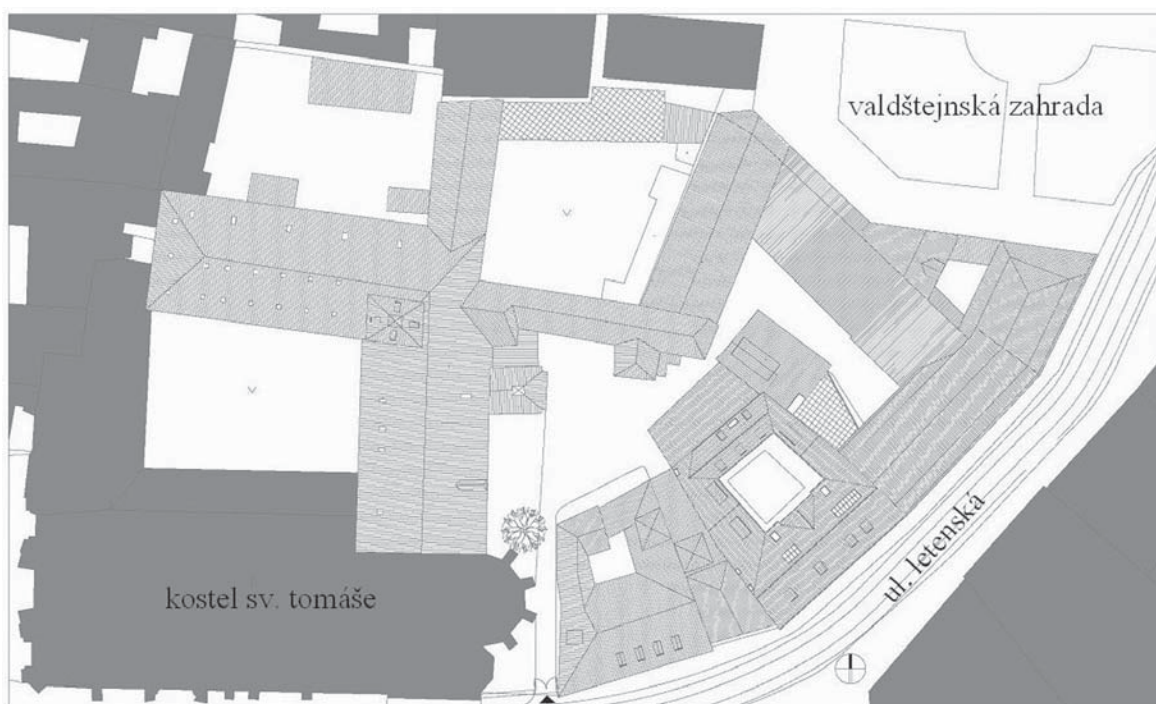 valdštejnská zahrada
kostel sv. tomáše
ul. letenská